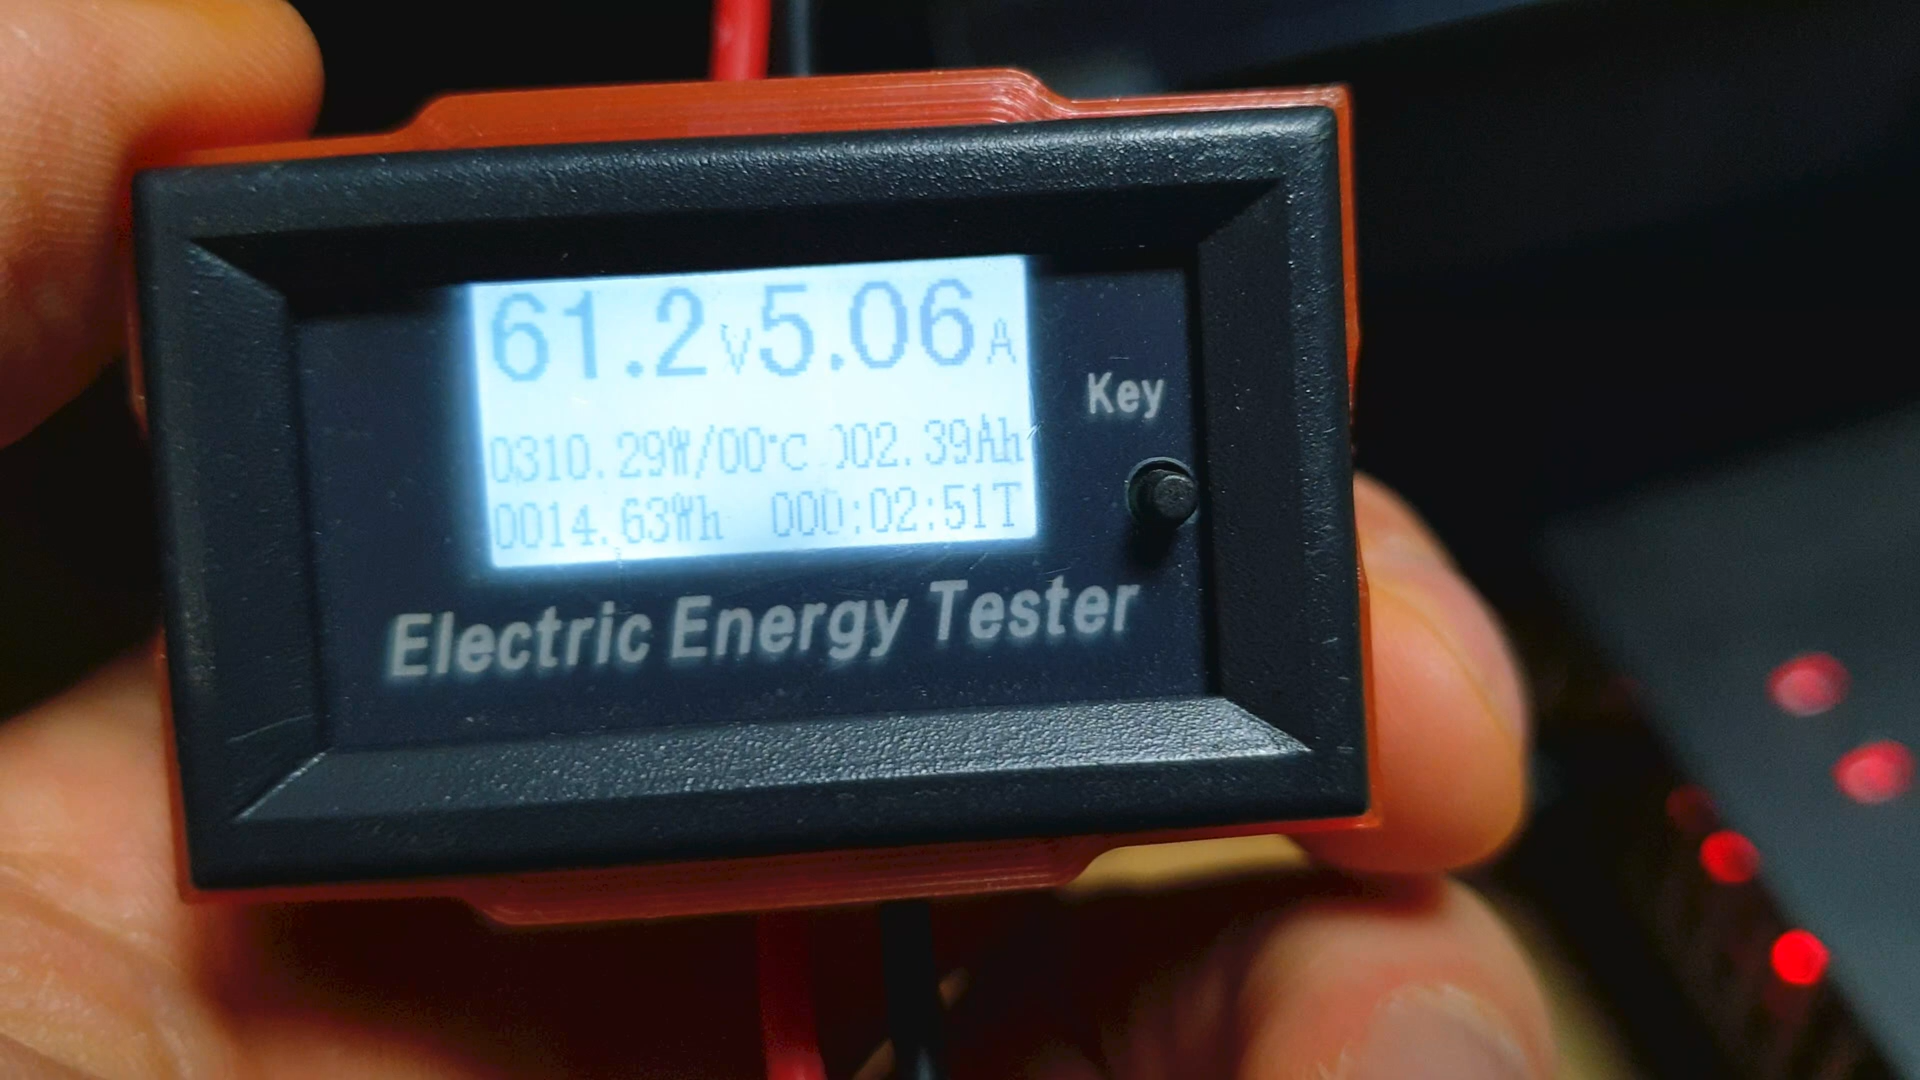 61.2V5.06A
0310.29W/00℃ 002.39Ah
0014.63Wh 000:02:51T
Key
Electric Energy Tester